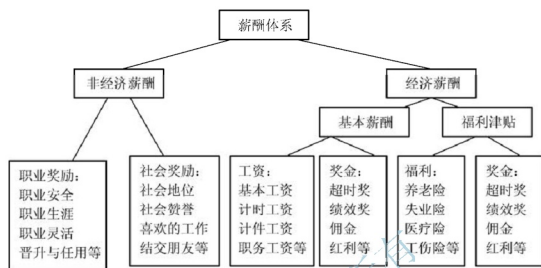 薪酬体系
非经济薪酬
经济薪酬
基本薪酬
福利津贴
职业奖励：
职业安全
职业生涯
职业灵活
晋升与任用等
社会奖励：
社会地位
社会赞誉
喜欢的工作
结交朋友等
工资：
基本工资
计时工资
计件工资
职务工资等
奖金：
超时奖
绩效奖
佣金
红利等
福利：
养老险
失业险
医疗险
工伤险等
奖金：
超时奖
绩效奖
佣金
红利等